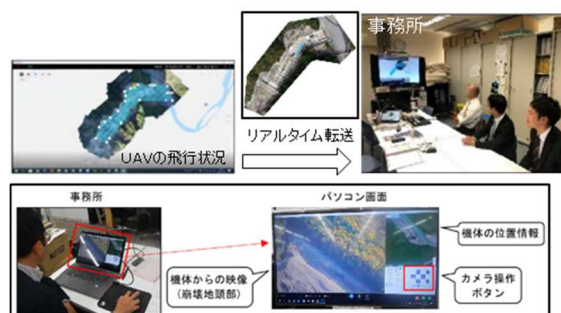 事務所
UAVの飛行状況
リアルタイム転送
事務所
パソコン画面
機体の位置情報
機体からの映像
(崩壊地頭部)
カメラ操作
ボタン